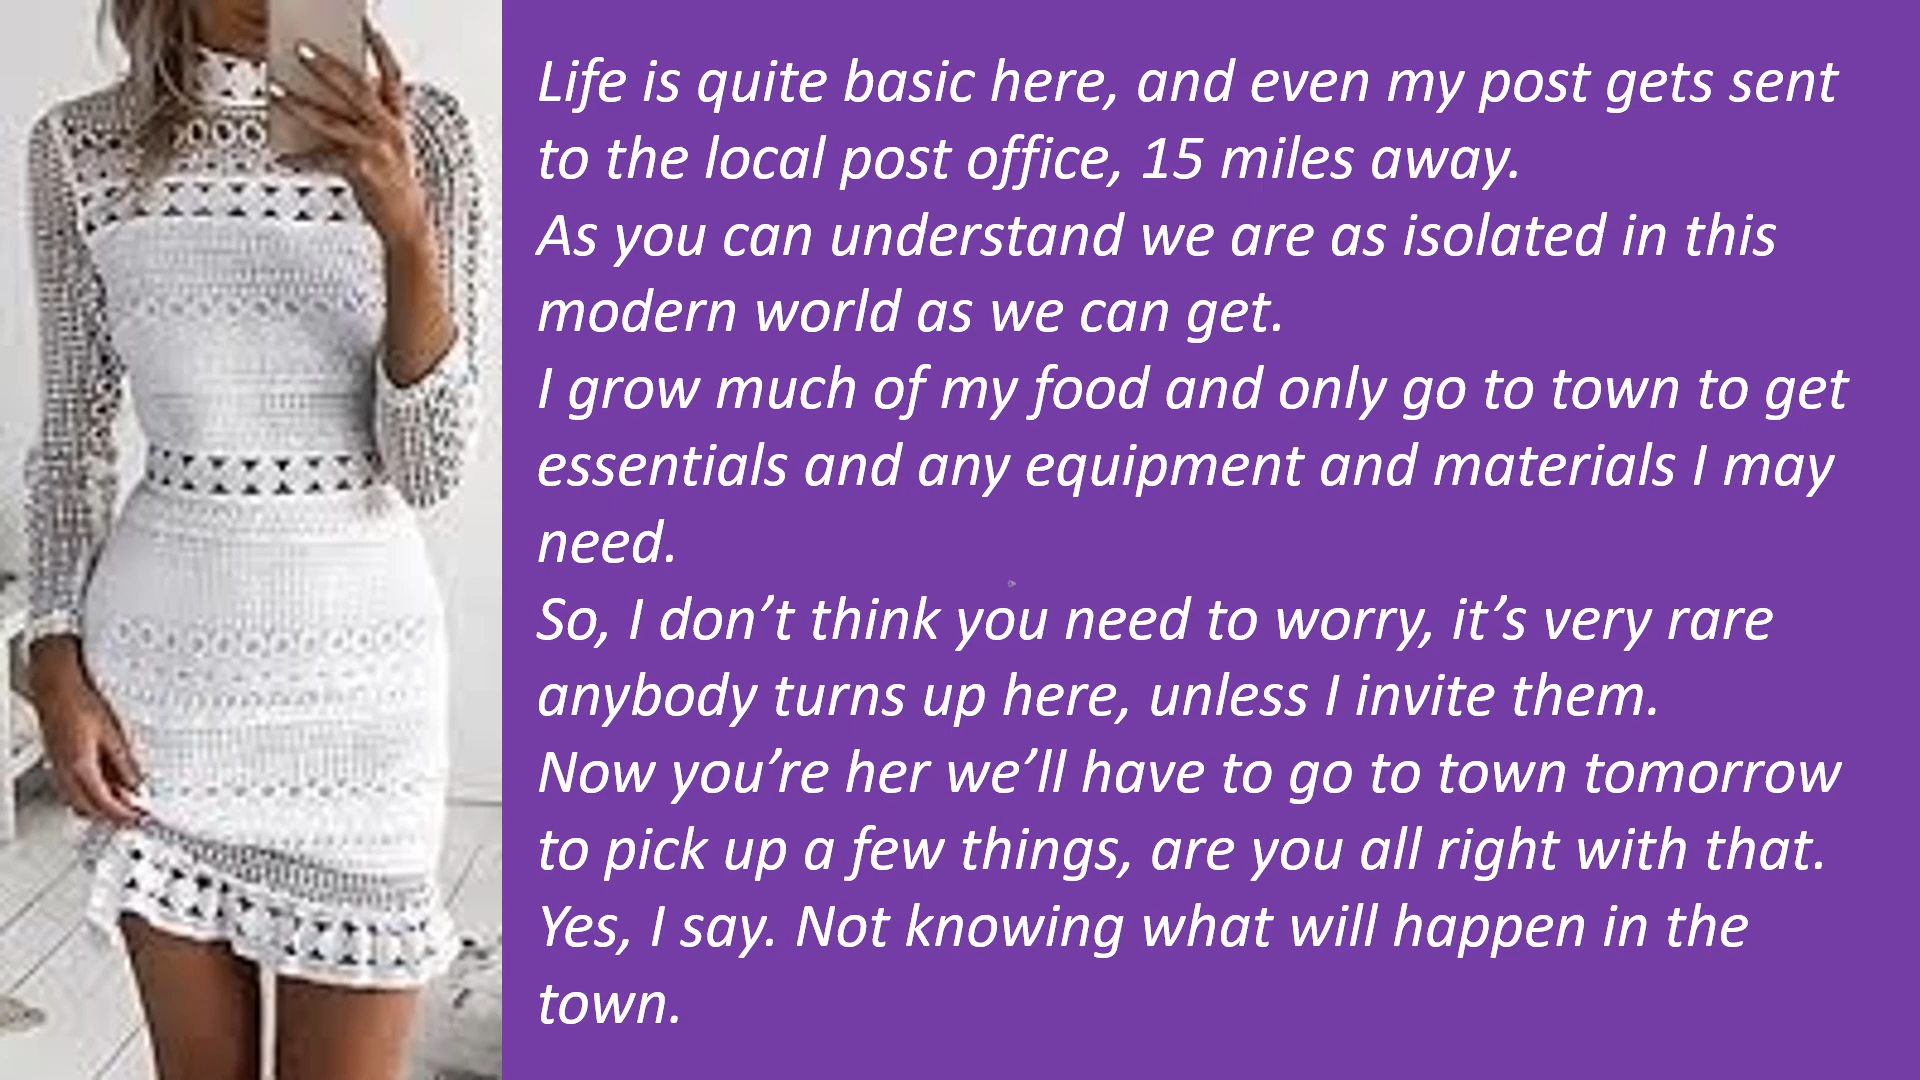 Life is quite basic here, and even my post gets sent
to the local post office, 15 miles away.
As you can understand we are as isolated in this
modern world as we can get.
I grow much of my food and only go to town to get
essentials and any equipment and materials I may
need.
So, I don’t think you need to worry, it’s very rare
anybody turns up here, unless I invite them.
Now you’re her we’ll have to go to town tomorrow
to pick up a few things, are you all right with that.
Yes, I say. Not knowing what will happen in the
town.